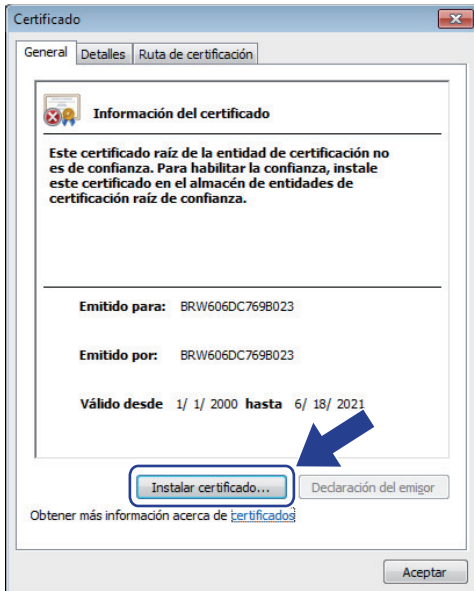 Certificado
General Detalles Ruta de certificación
Información del certificado
Este certificado raíz de la entidad de certificación no
es de confianza. Para habilitar la confianza, instale
este certificado en el almacén de entidades de
certificación raíz de confianza.
Emitido para: BRW606DC769B023
Emitido por: BRW606DC769B023
Válido desde 1/ 1/ 2000 hasta 6/ 18/ 2021
Instalar certificado... Declaración del emisor
Obtener más información acerca de certificados
Aceptar